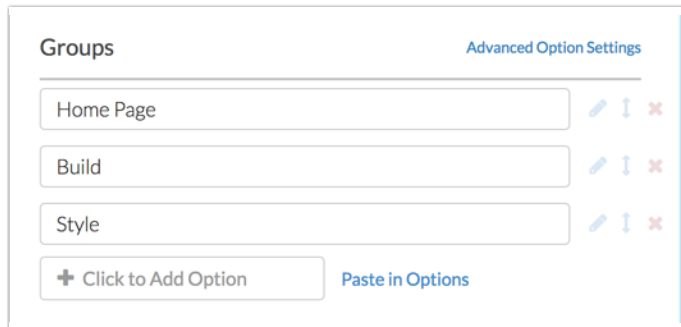 Groups
Advanced Option Settings
Home Page
Build
Style
Click to Add Option
Paste in Options